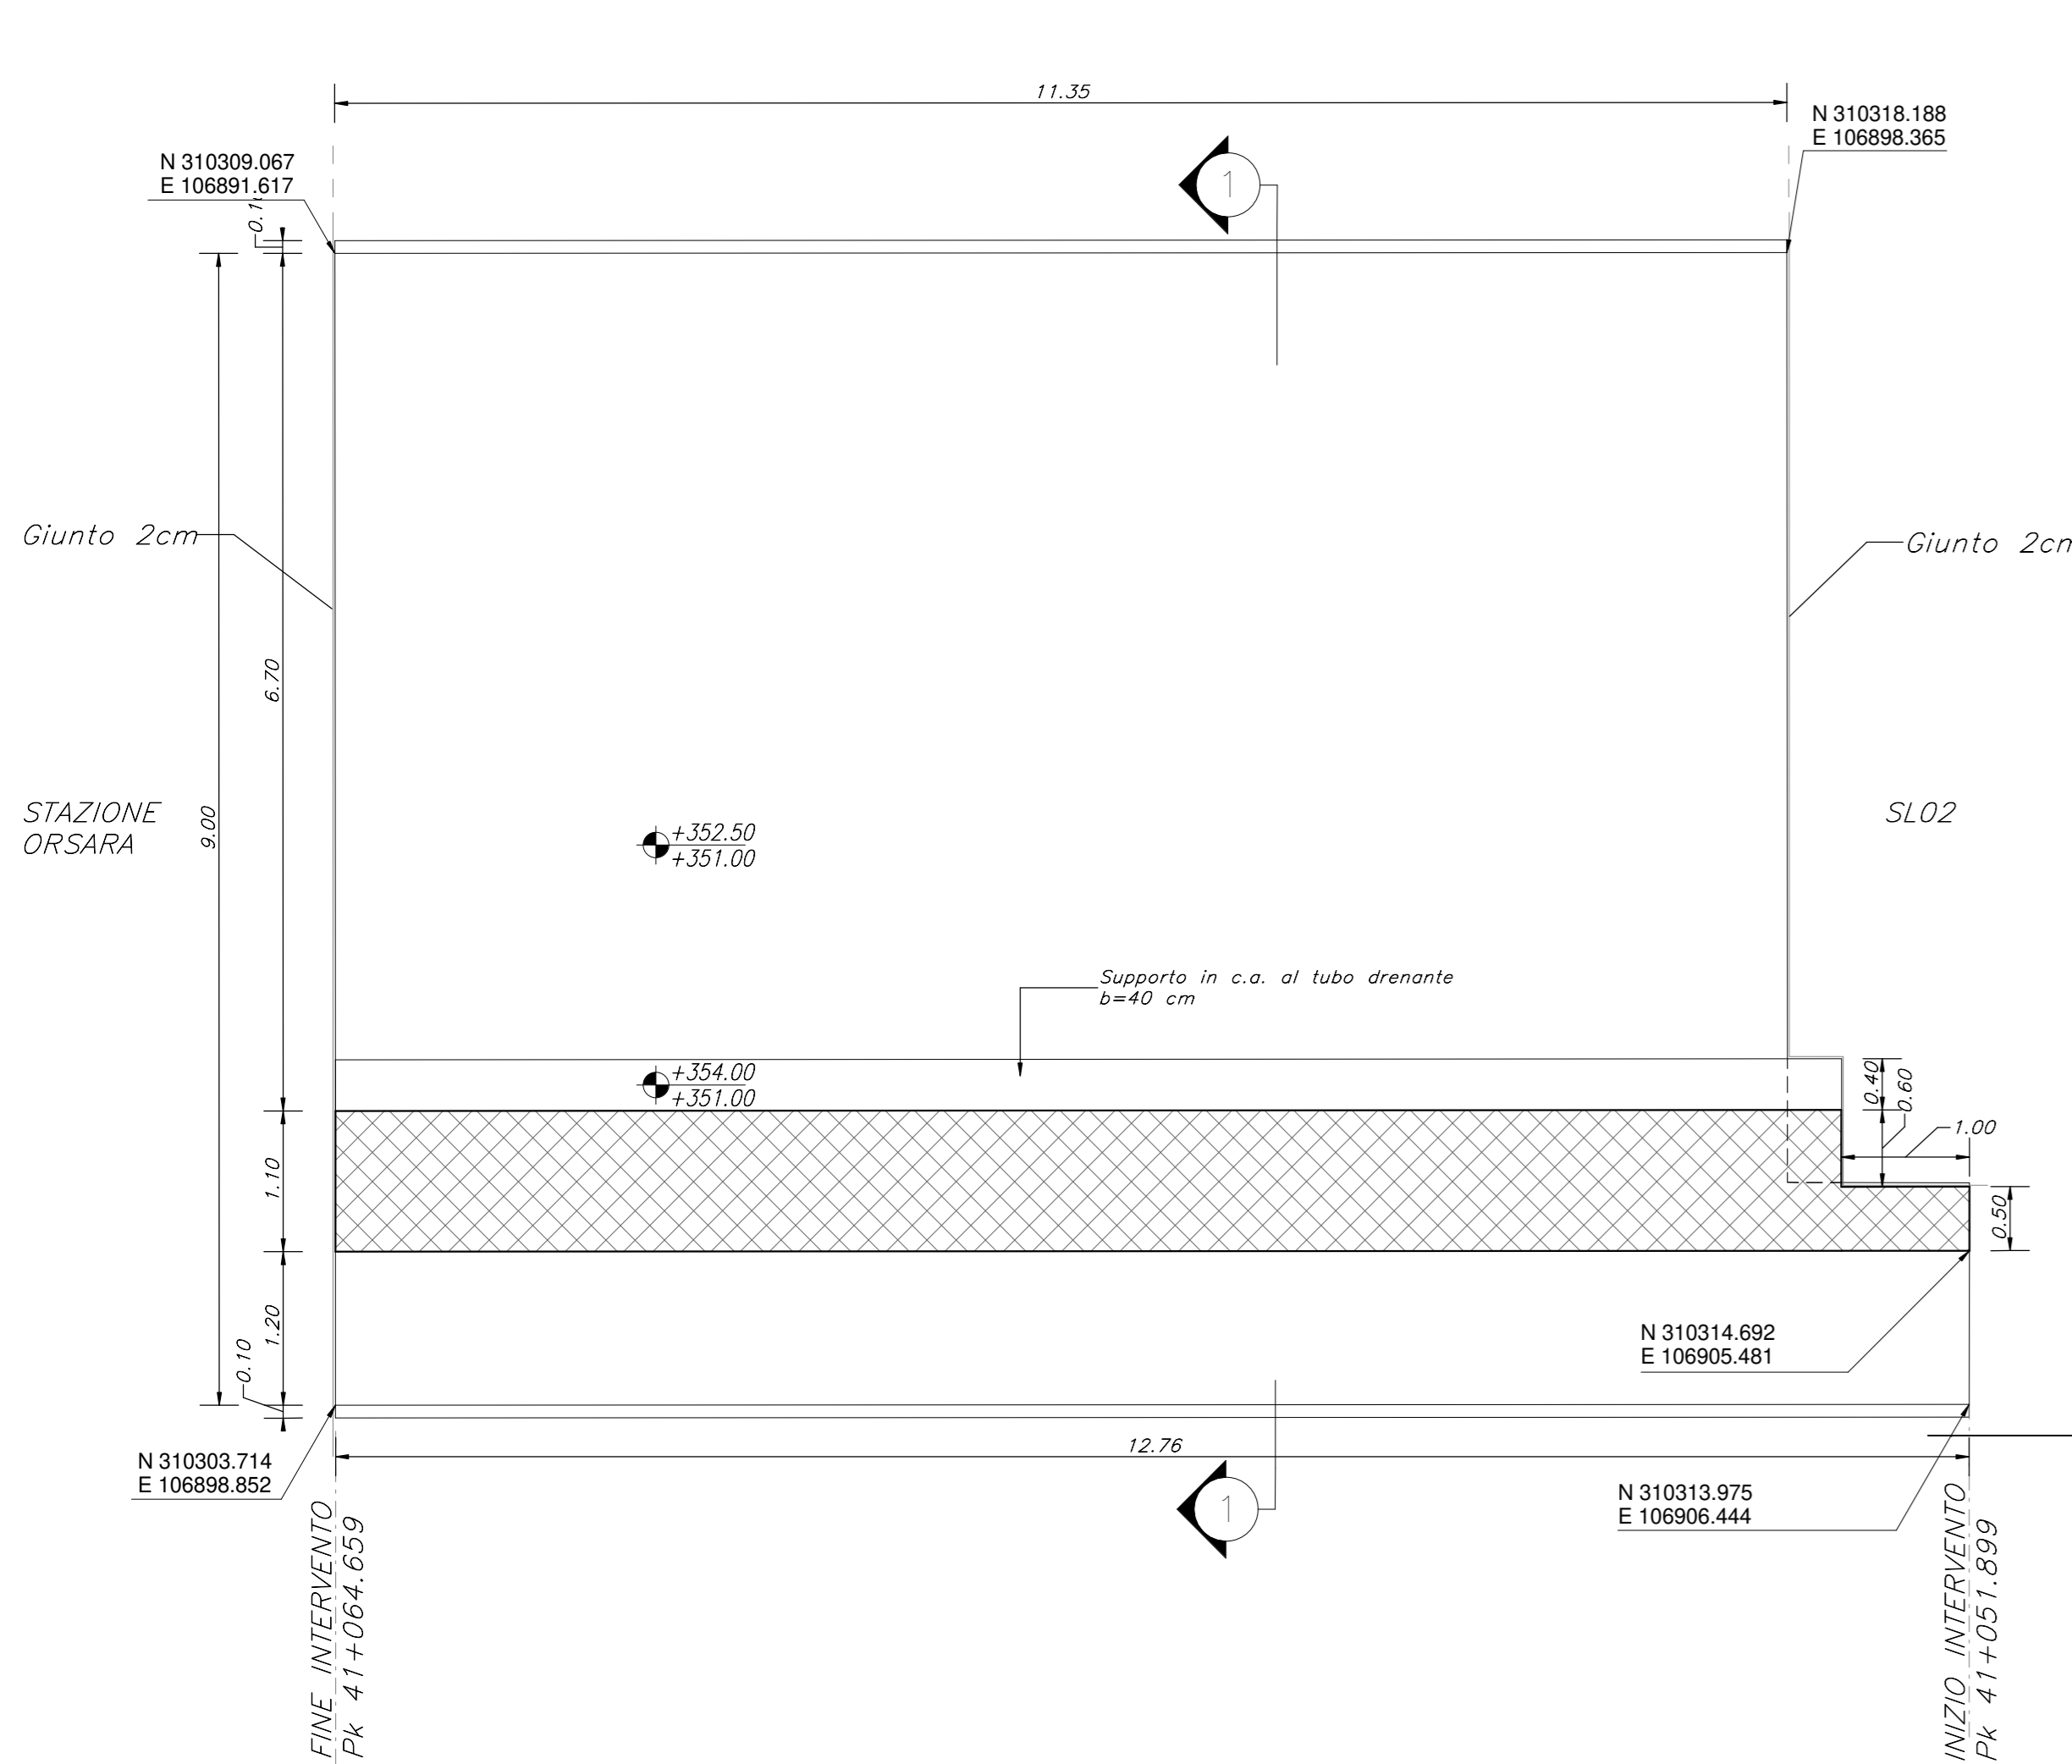 11.35
N 310318.188
E 106898.365
1
N 310309.067
E 106891.617
Giunto 2cm
Giunto 2cm
6.70
9.00
STAZIONE
ORSARA
SL02
+352.50
+351.00
Supporto in c.a. al tubo drenante
b=40 cm
+354.00
+351.00
0.40
0.60
1.00
1.10
0.50
1.20
0.10
N 310314.692
E 106905.481
12.76
N 310303.714
E 106898.852
1
N 310313.975
E 106906.444
FINE INTERVENTO
Pk 41+064.659
INIZIO INTERVENTO
Pk 41+051.899